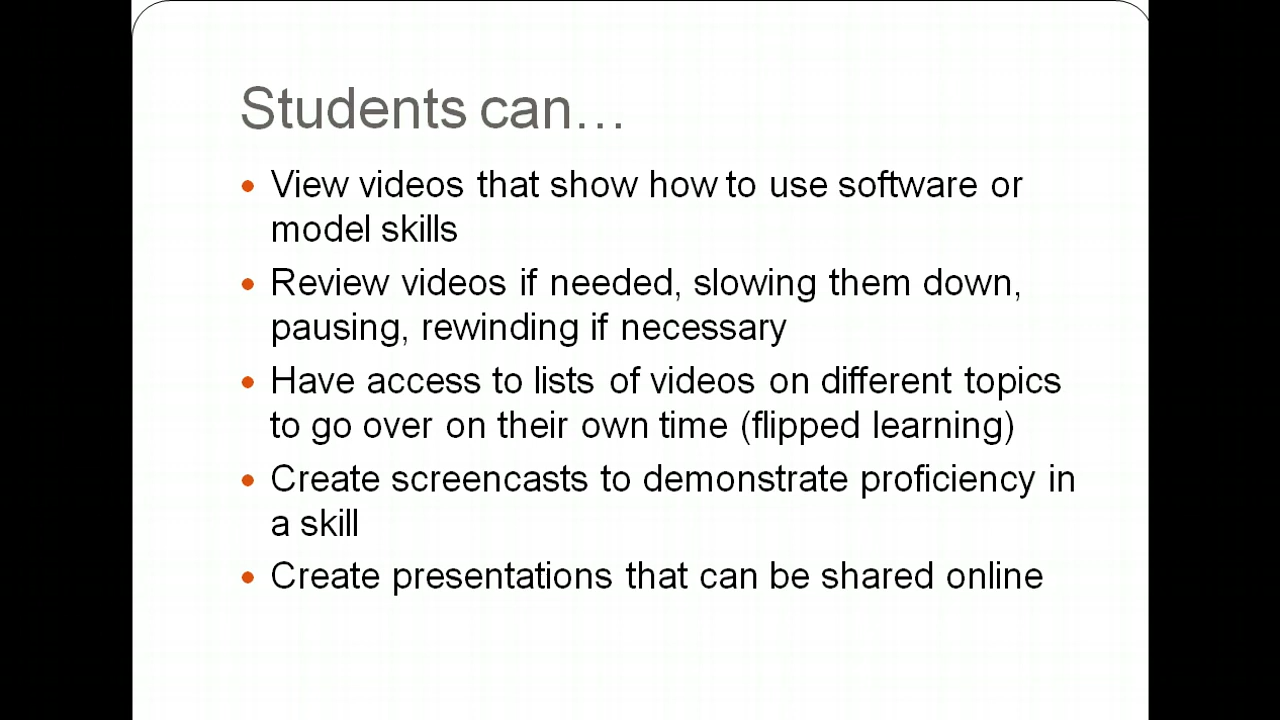 Students can…
View videos that show how to use software or
model skills
Review videos if needed, slowing them down,
pausing, rewinding if necessary
Have access to lists of videos on different topics
to go over on their own time (flipped learning)
Create screencasts to demonstrate proficiency in
a skill
Create presentations that can be shared online